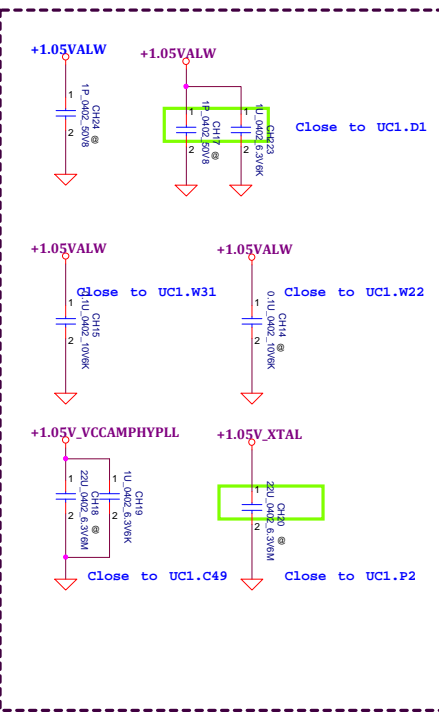 +1.05VALW
1
2
CH24 @
1P_0402_50V8
+1.05VALW
1
2
CH17 @
1P_0402_50V8
1
2
CH223
1U_0402_6.3V6K
Close to UC1.D1
+1.05VALW
Close to UC1.W31
1
2
CH15
0.1U_0402_10V6K
+1.05VALW
Close to UC1.W22
1
2
CH14 @
0.1U_0402_10V6K
+1.05V_VCCAMPHYPLL
1
2
CH18 @
22U_0402_6.3V6M
1
2
CH19
1U_0402_6.3V6K
Close to UC1.C49
+1.05V_XTAL
1
2
CH20 @
22U_0402_6.3V6M
Close to UC1.P2